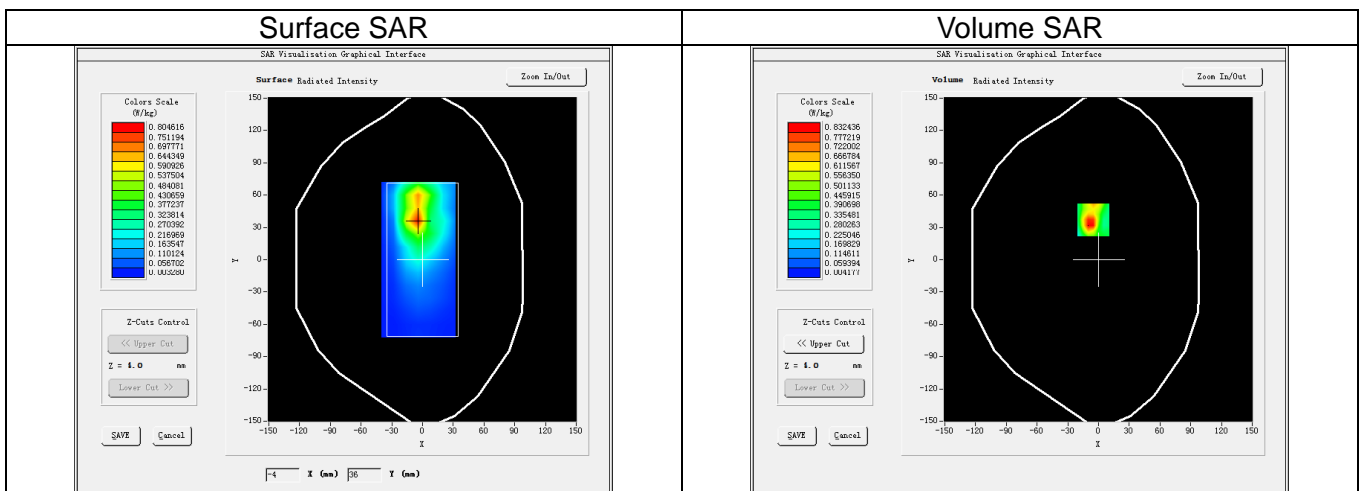 Surface SAR
SAR Visualisation Graphical Interface
Surface Radiated Intensity
Zoom In/Out
Colors Scale
(W/kg)
0.804616
0.751194
0.697771
0.644349
0.590926
0.537504
0.484081
0.430659
0.377237
0.323814
0.270392
0.216969
0.163547
0.110124
0.056702
0.003280
Z-Cuts Control
<< Upper Cut
Z = 4.0 mm
Lower Cut >>
SAVE
Cancel
150
120
90
60
30
0
-30
-60
-90
-120
-150
Y
-150 -120 -90 -60 -30 0 30 60 90 120 150
X
-4 X (mm) 36 Y (mm)
Volume SAR
SAR Visualisation Graphical Interface
Volume Radiated Intensity
Zoom In/Out
Colors Scale
(W/kg)
0.832436
0.777219
0.722002
0.666784
0.611567
0.556350
0.501133
0.445915
0.390698
0.335481
0.280263
0.225046
0.169829
0.114611
0.059394
0.004177
Z-Cuts Control
<< Upper Cut
Z = 4.0 mm
Lower Cut >>
SAVE
Cancel
150
120
90
60
30
0
-30
-60
-90
-120
-150
Y
-150 -120 -90 -60 -30 0 30 60 90 120 150
X